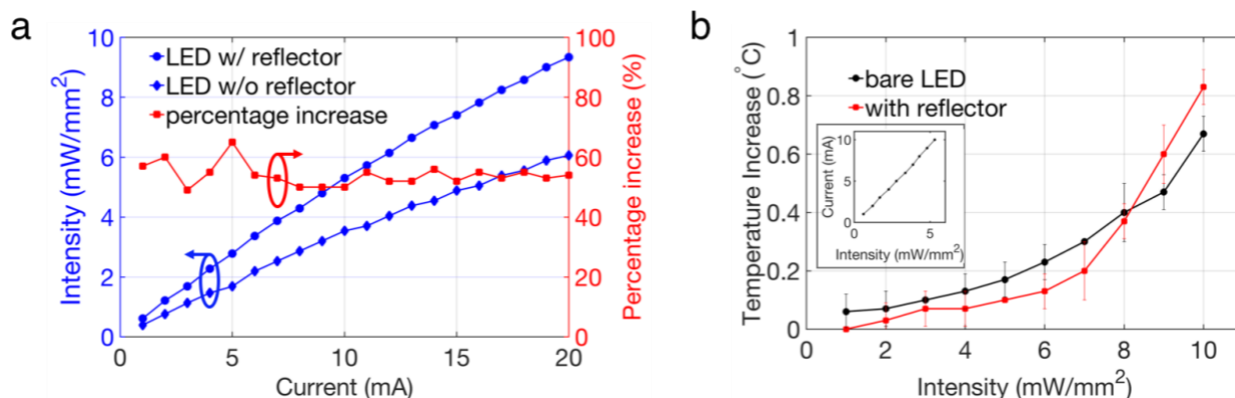 a
Intensity (mW/mm²)
10
8
6
4
2
0
LED w/ reflector
LED w/o reflector
percentage increase
100
80
60
40
20
0
Percentage increase (%)
0
5
10
15
20
Current (mA)
b
Temperature Increase (°C)
1
0.8
0.6
0.4
0.2
0
bare LED
with reflector
Current (mA)
10
5
0
0
5
Intensity (mW/mm²)
2
4
6
8
10
Intensity (mW/mm²)